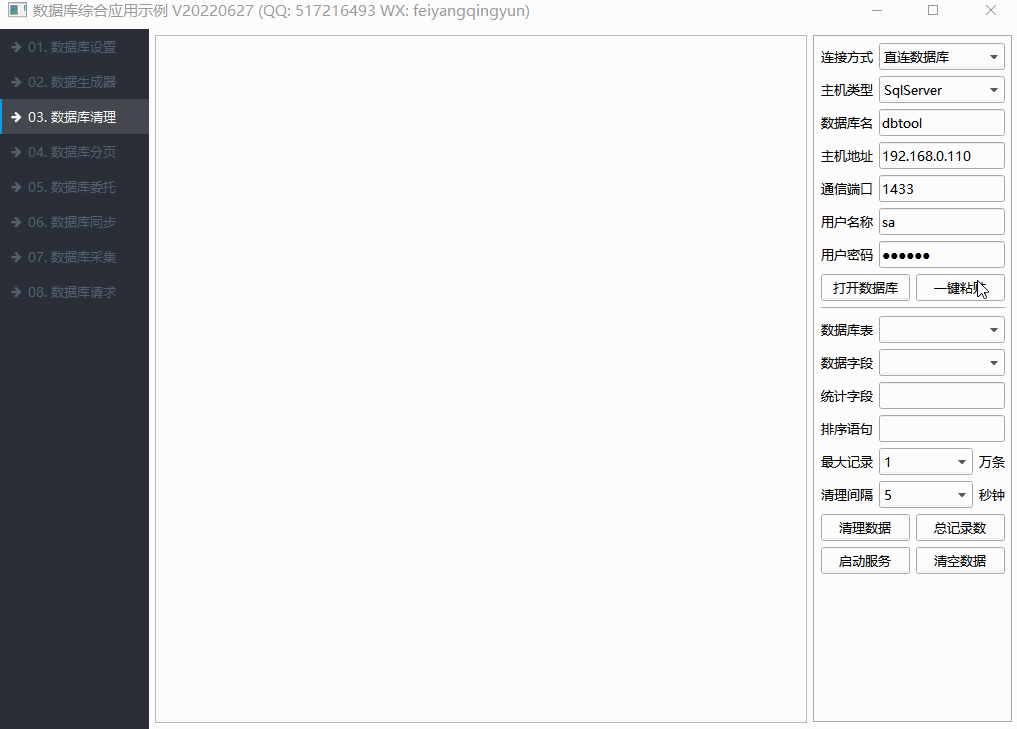 数据库综合应用示例 V20220627 (QQ: 517216493 WX: feiyangqingyun)
01. 数据库设置
02. 数据生成器
03. 数据库清理
04. 数据库分页
05. 数据库委托
06. 数据库同步
07. 数据库采集
08. 数据库请求
连接方式 直连数据库
主机类型 SqlServer
数据库名 dbtool
主机地址 192.168.0.110
通信端口 1433
用户名称 sa
用户密码 ●●●●●●
打开数据库 一键粘
数据库表
数据字段
统计字段
排序语句
最大记录 1 万条
清理间隔 5 秒钟
清理数据 总记录数
启动服务 清空数据